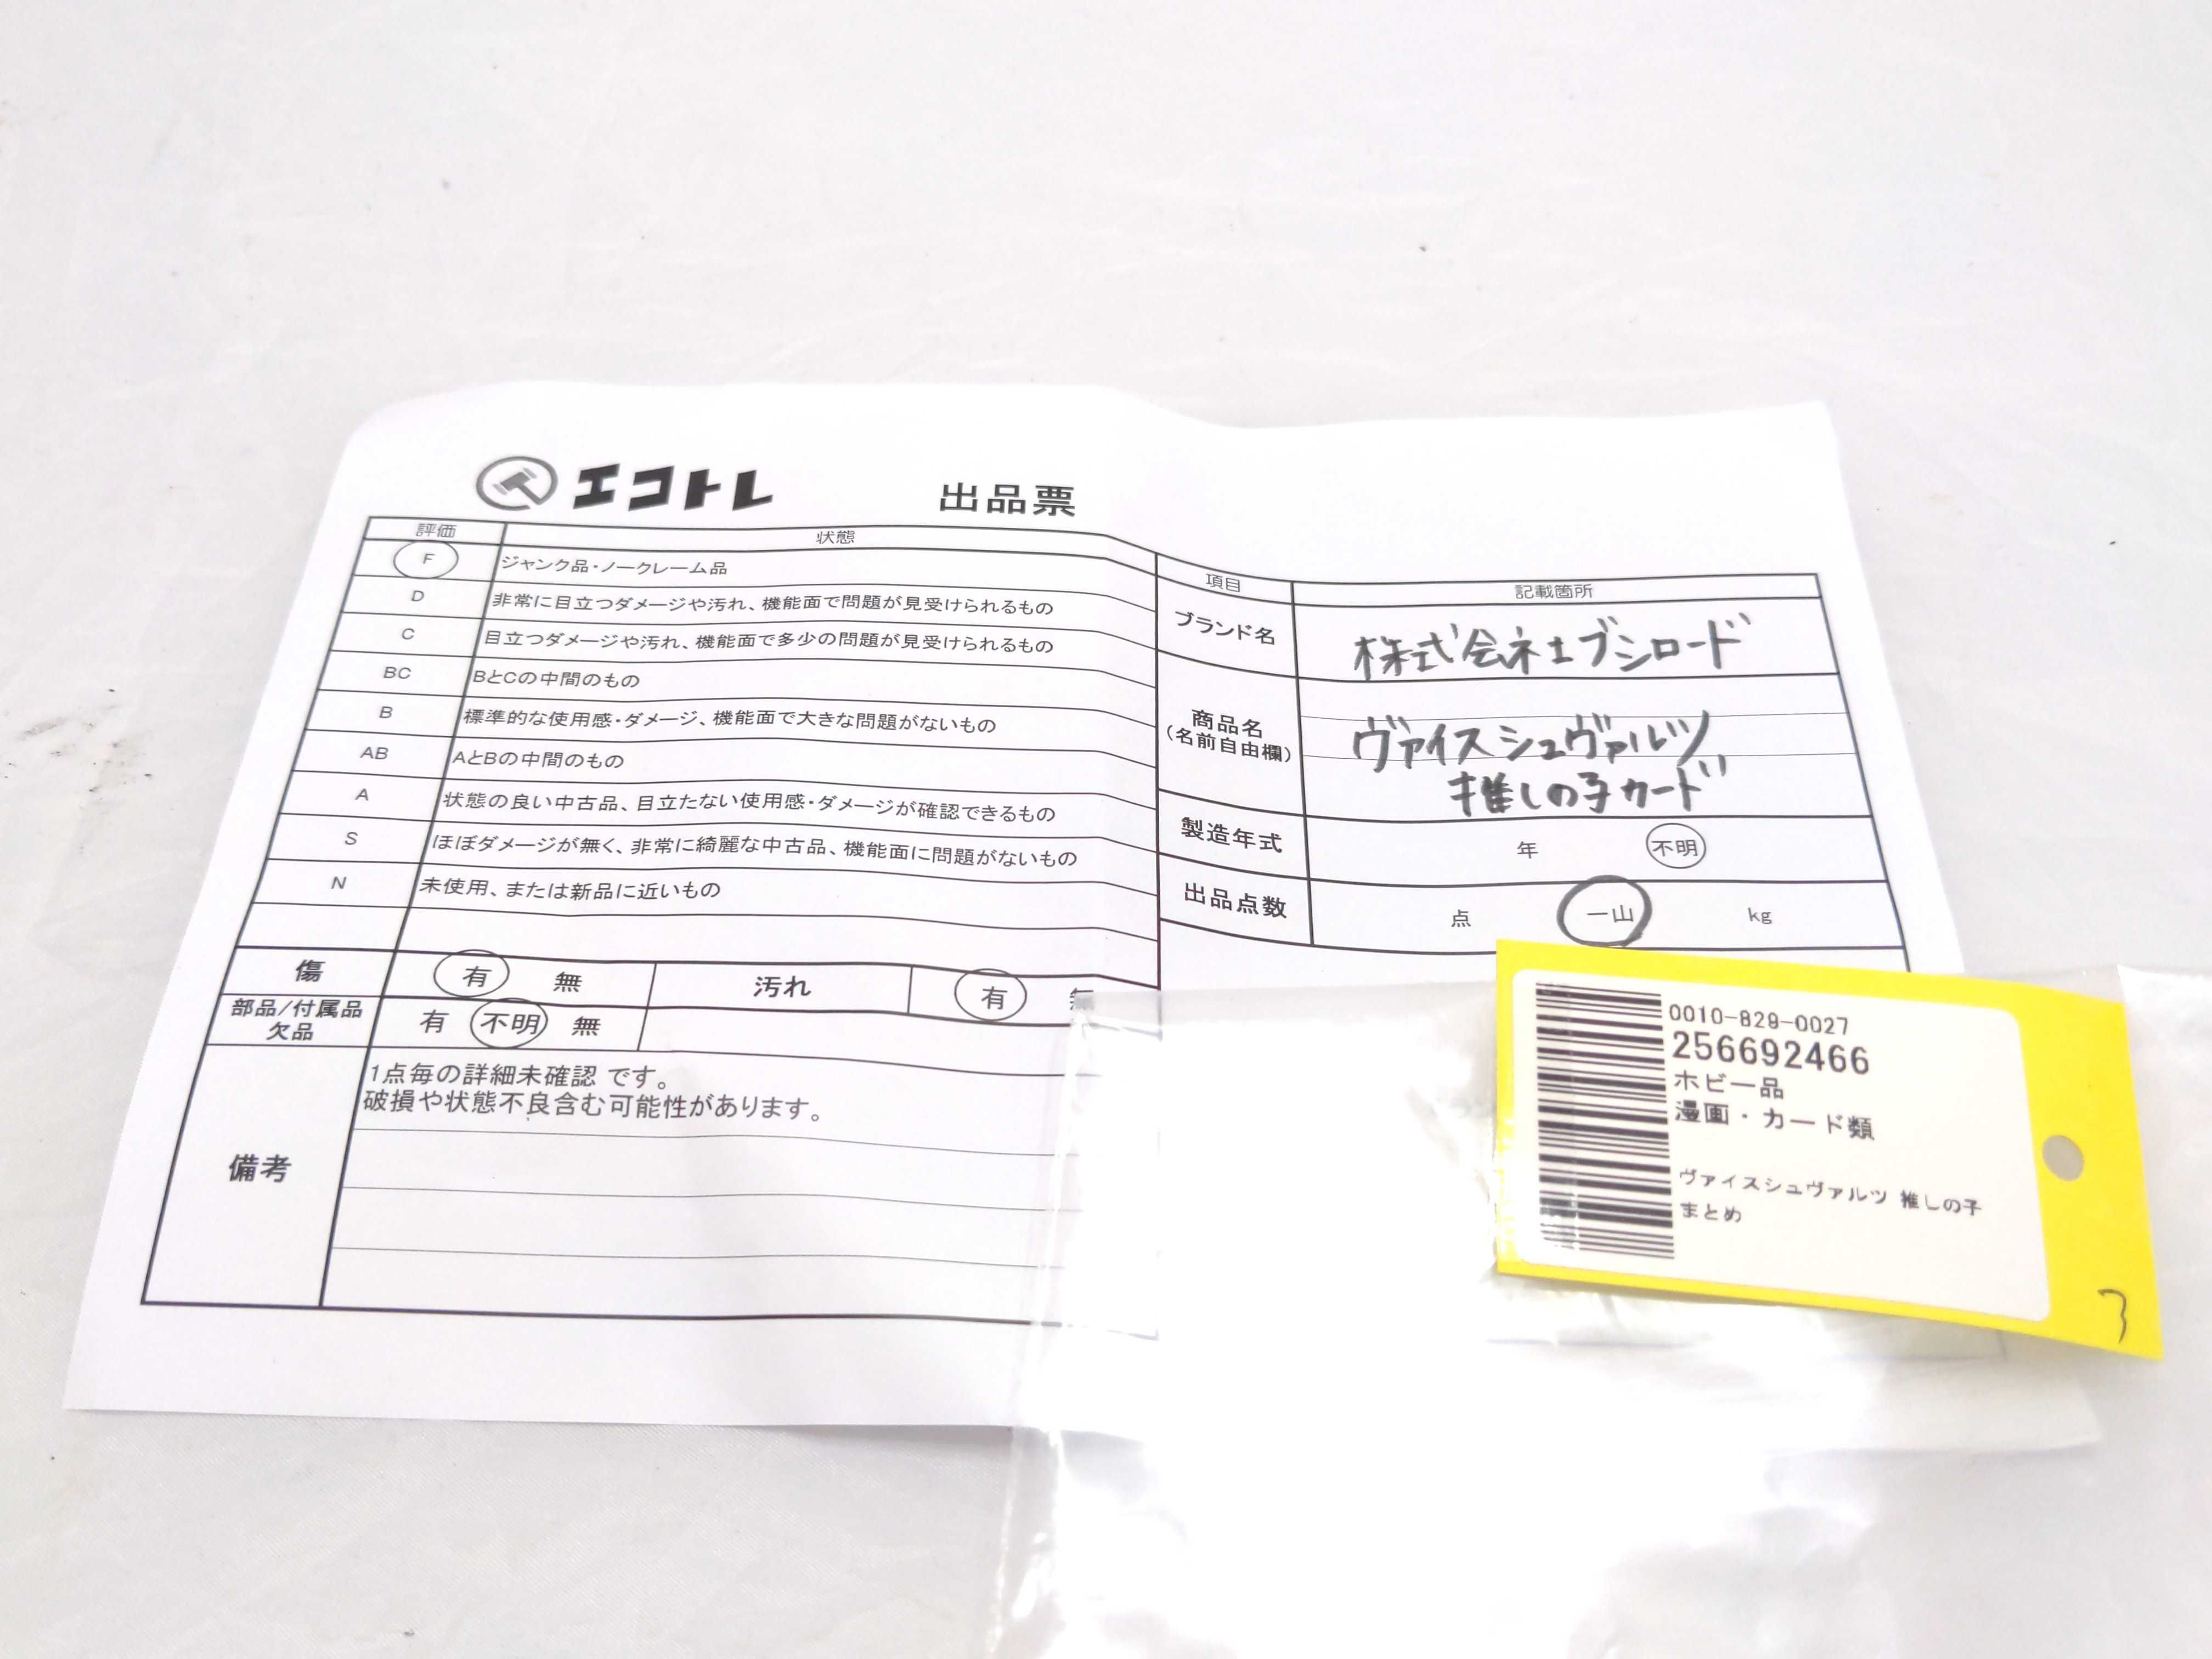 エコトレ
出品票
評価 状態
F ジャンク品・ノークレーム品
D 非常に目立つダメージや汚れ、機能面で問題が見受けられるもの
C 目立つダメージや汚れ、機能面で多少の問題が見受けられるもの
BC BとCの中間のもの
B 標準的な使用感・ダメージ、機能面で大きな問題がないもの
AB AとBの中間のもの
A 状態の良い中古品、目立たない使用感・ダメージが確認できるもの
S ほぼダメージが無く、非常に綺麗な中古品、機能面に問題がないもの
N 未使用、または新品に近いもの
傷 有 無 汚れ 有 無
部品/付属品
欠品 有 不明 無
備考
1点毎の詳細未確認 です。
破損や状態不良含む可能性があります。
項目 記載箇所
ブランド名 株式会社ブシロード
商品名
(名前自由欄)
ヴァイスシュヴァルツ
推しの子カード
製造年式 年 不明
出品点数 点 一山 kg
0010-829-0027
256692466
ホビー品
漫画・カード類
ヴァイスシュヴァルツ 推しの子
まとめ